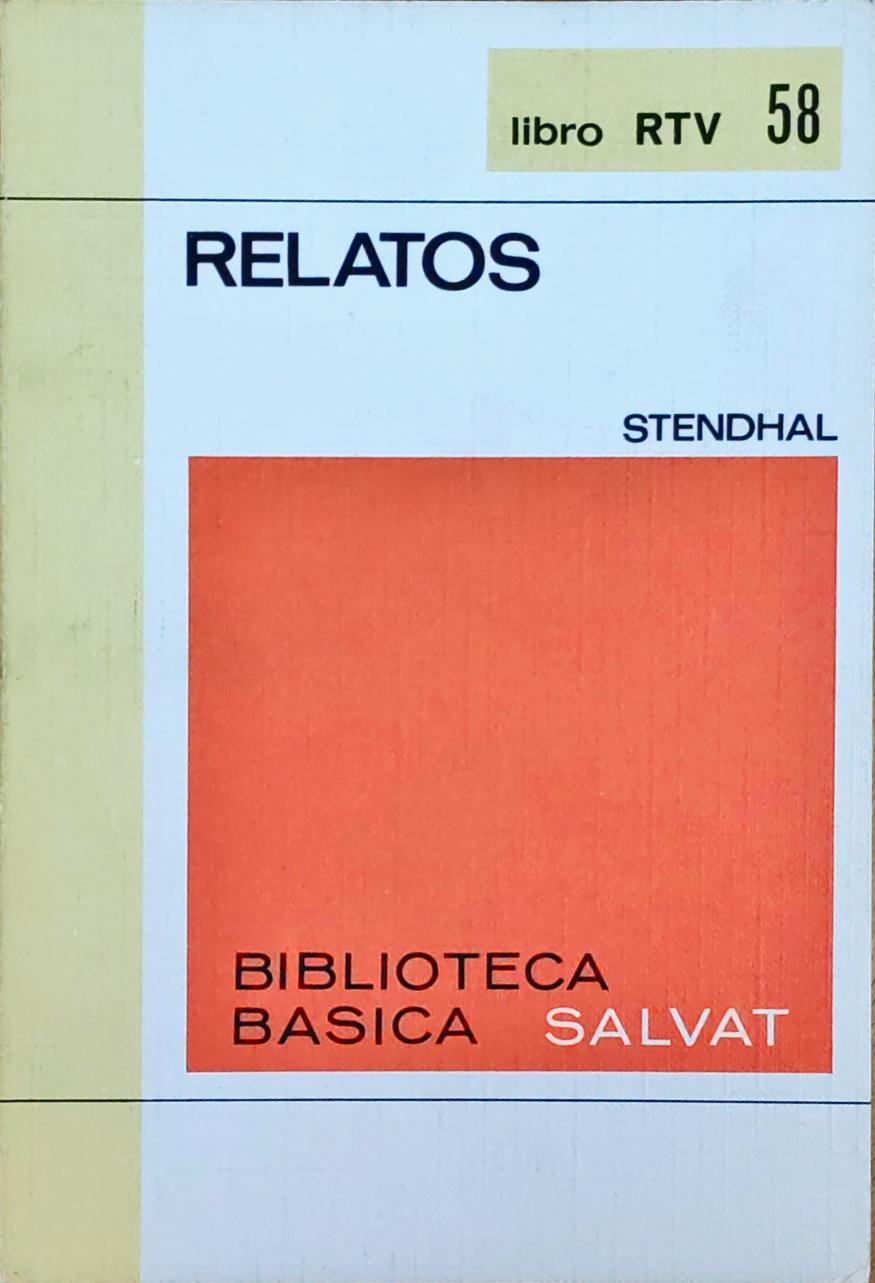 libro RTV 58
RELATOS
STENDHAL
BIBLIOTECA
BASICA SALVAT